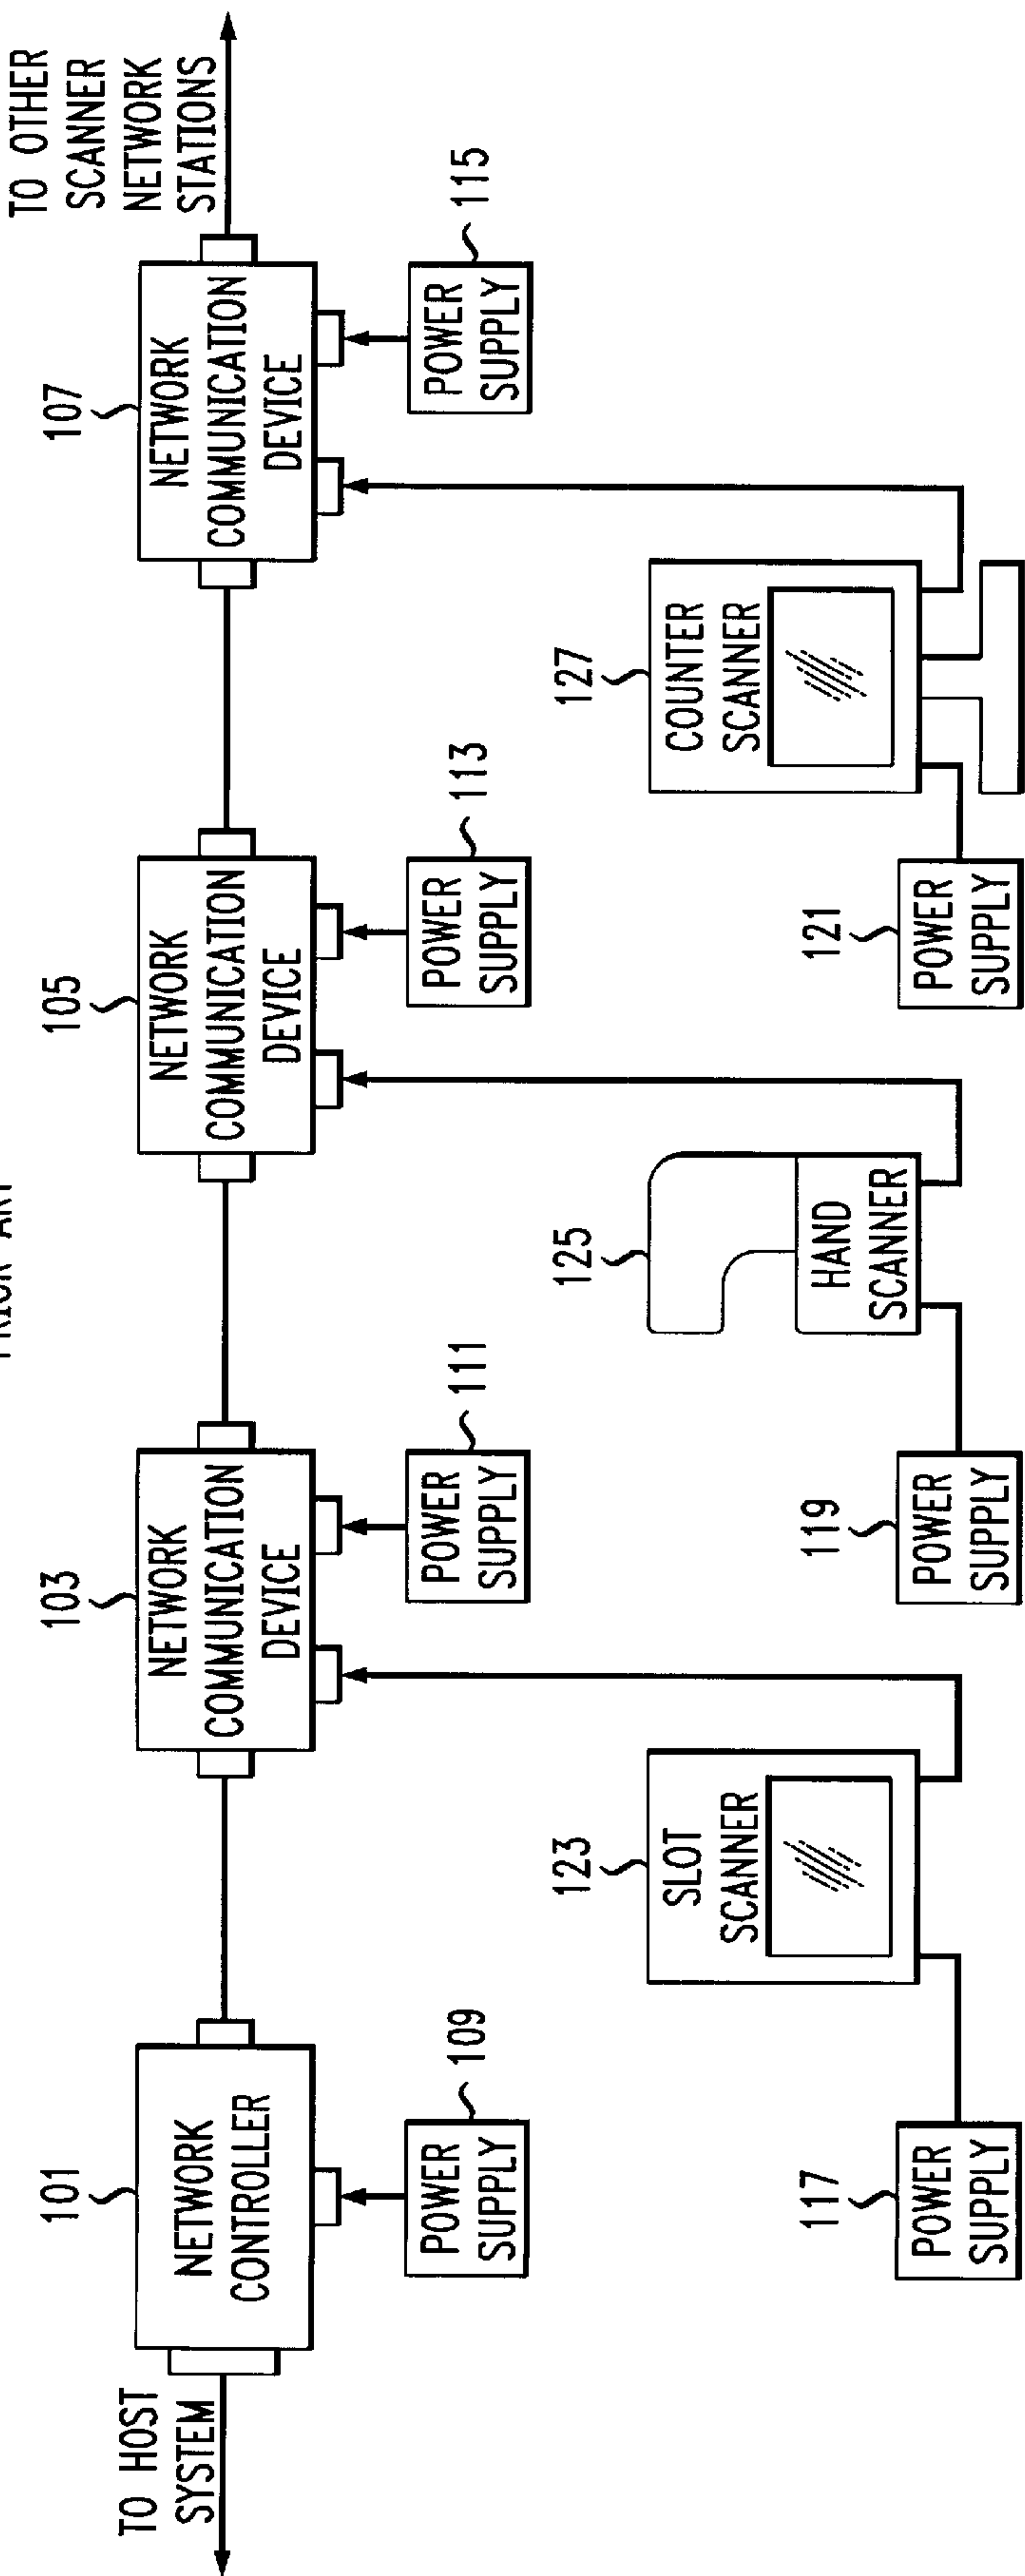 PRIOR ART
TO HOST
SYSTEM
101
NETWORK
CONTROLLER
109
POWER
SUPPLY
103
NETWORK
COMMUNICATION
DEVICE
111
POWER
SUPPLY
105
NETWORK
COMMUNICATION
DEVICE
113
POWER
SUPPLY
107
NETWORK
COMMUNICATION
DEVICE
115
POWER
SUPPLY
TO OTHER
SCANNER
NETWORK
STATIONS
117
POWER
SUPPLY
123
SLOT
SCANNER
119
POWER
SUPPLY
125
HAND
SCANNER
121
POWER
SUPPLY
127
COUNTER
SCANNER